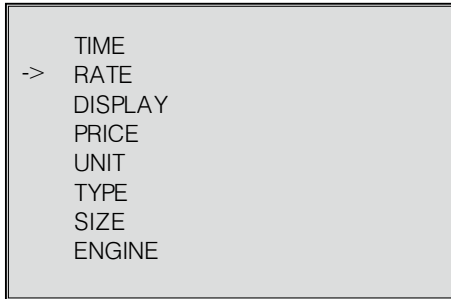 TIME
-> RATE
DISPLAY
PRICE
UNIT
TYPE
SIZE
ENGINE